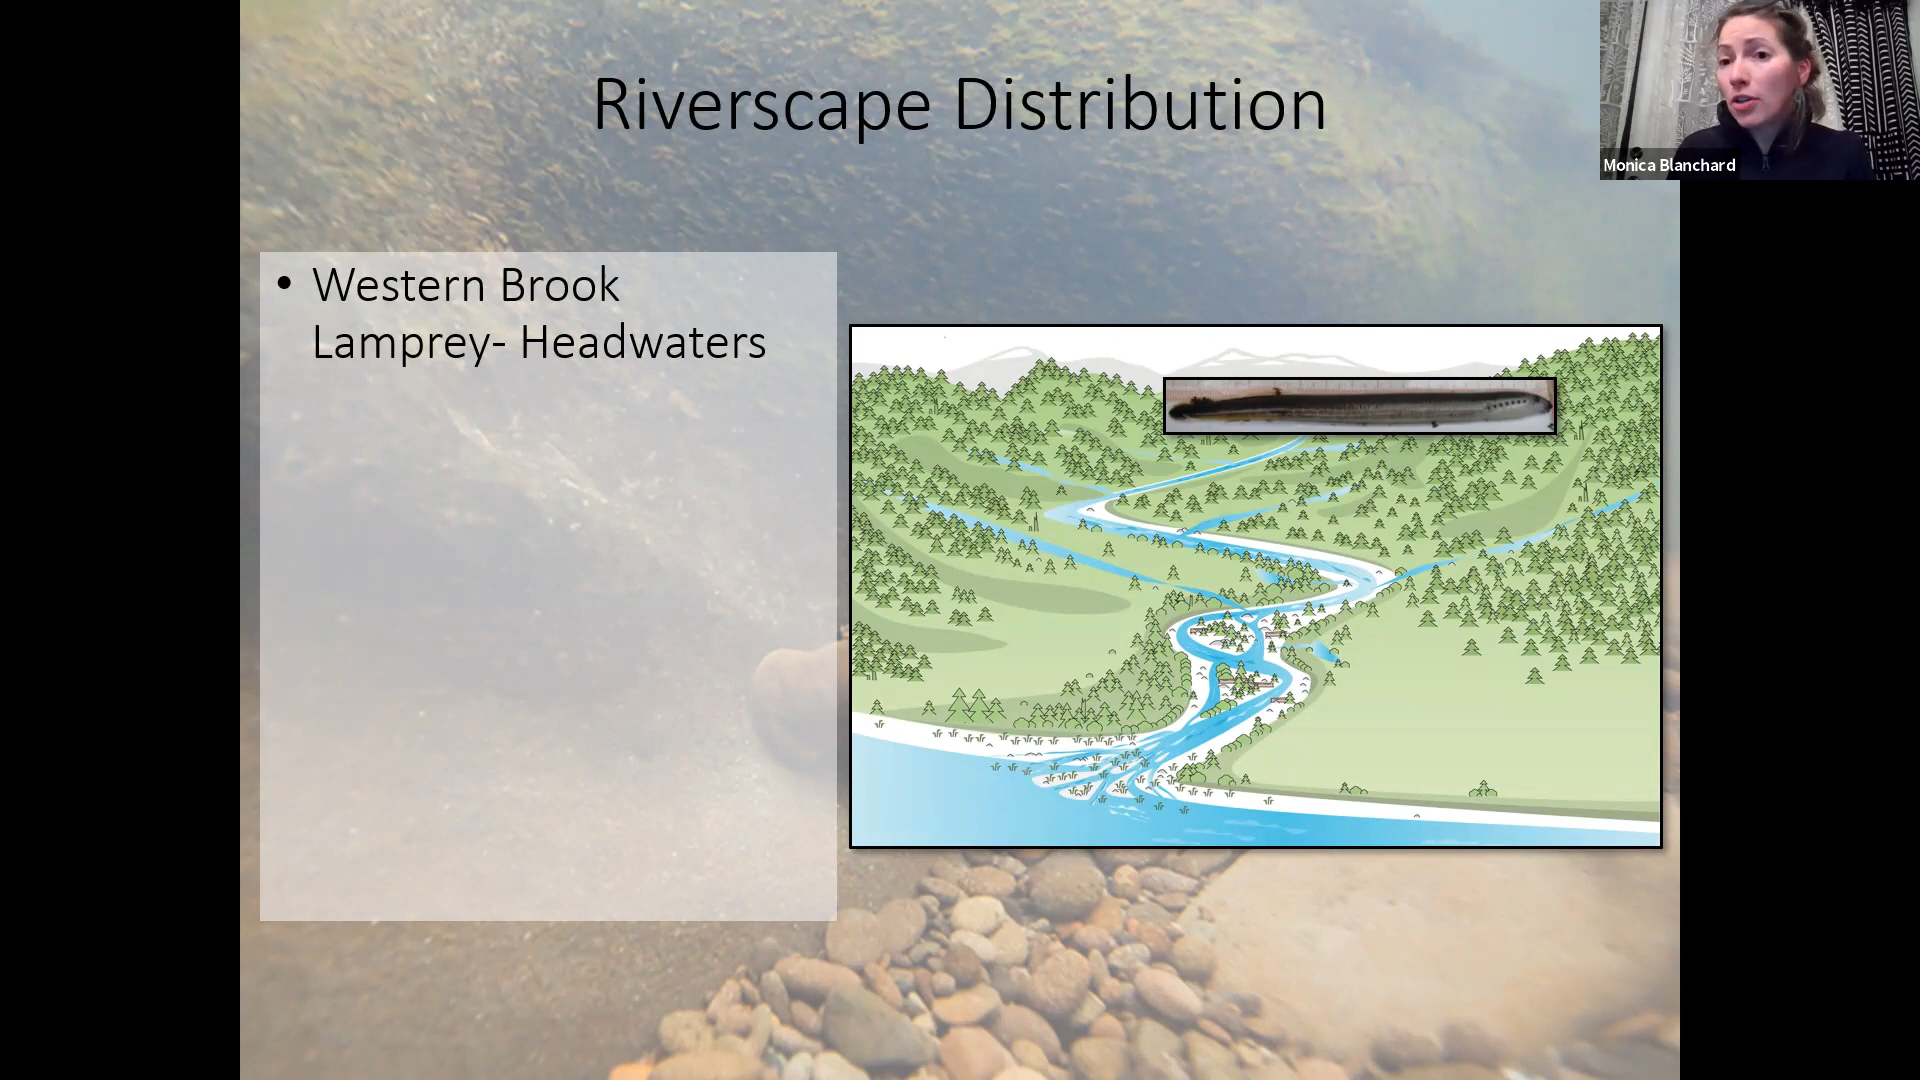 Riverscape Distribution
Monica Blanchard
• Western Brook
Lamprey- Headwaters